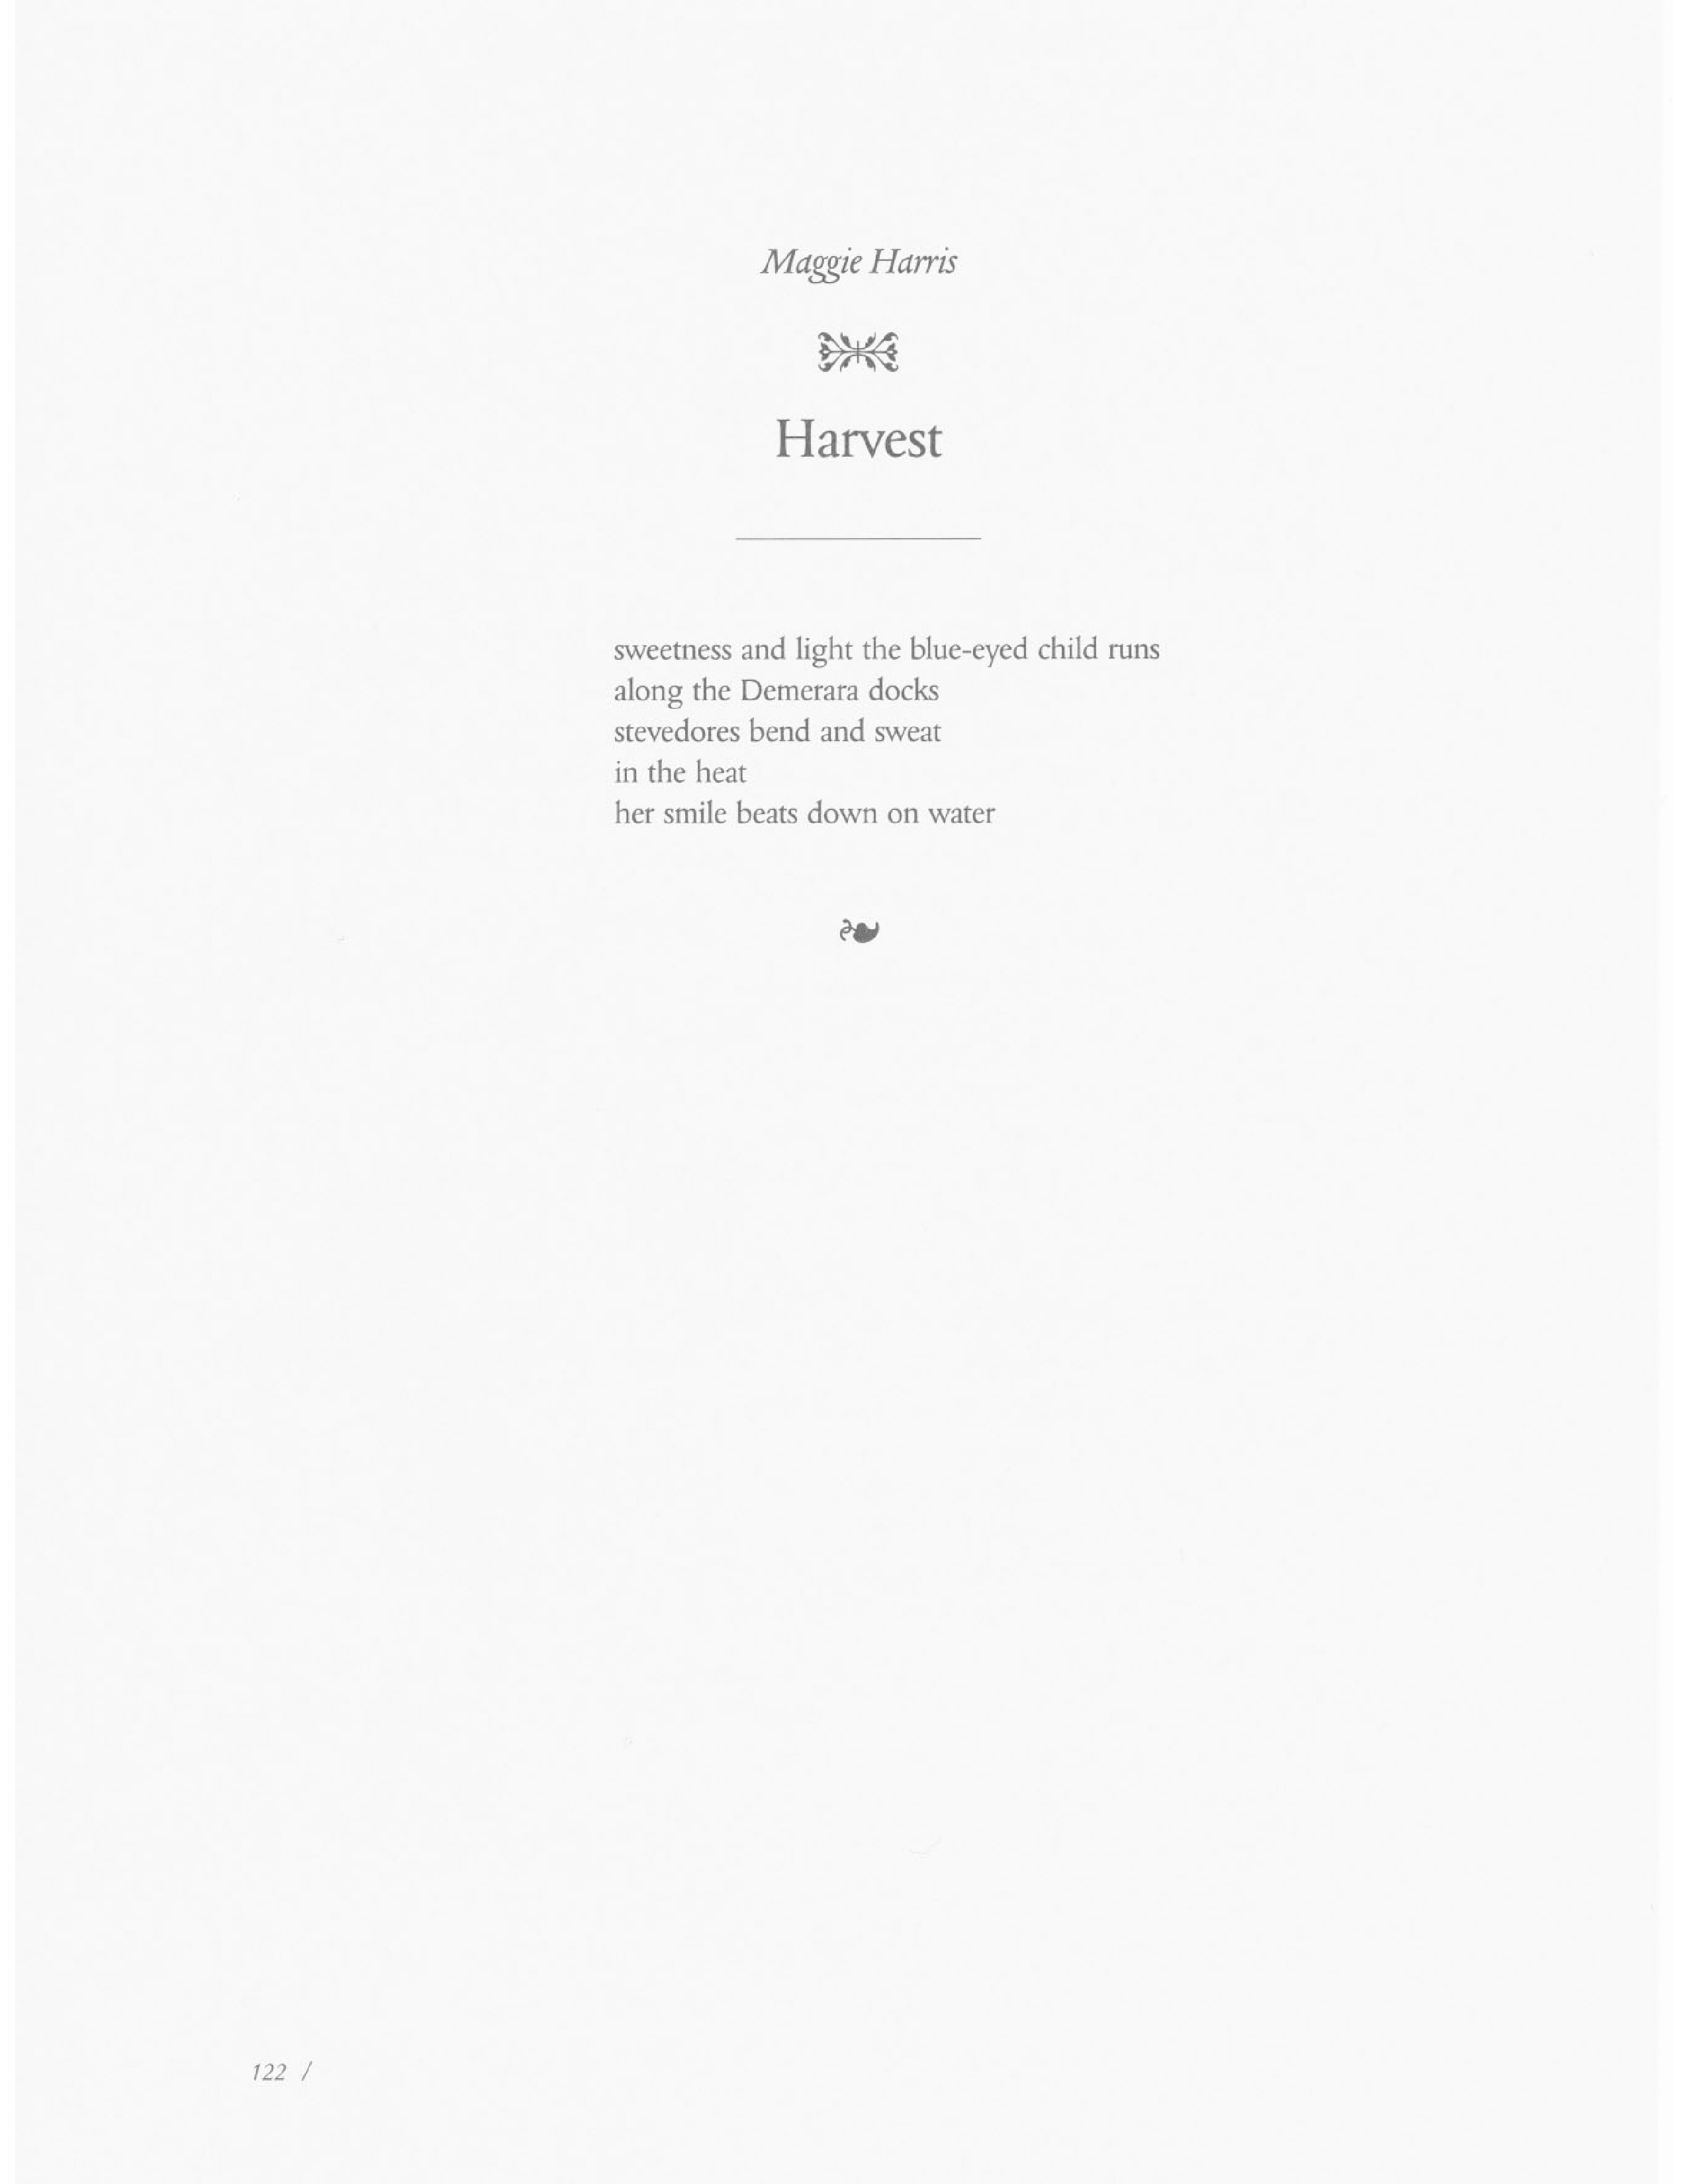 Maggie Harris
Harvest
sweetness and light the blue-eyed child runs
along the Demerara docks
stevedores bend and sweat
in the heat
her smile beats down on water
122 /